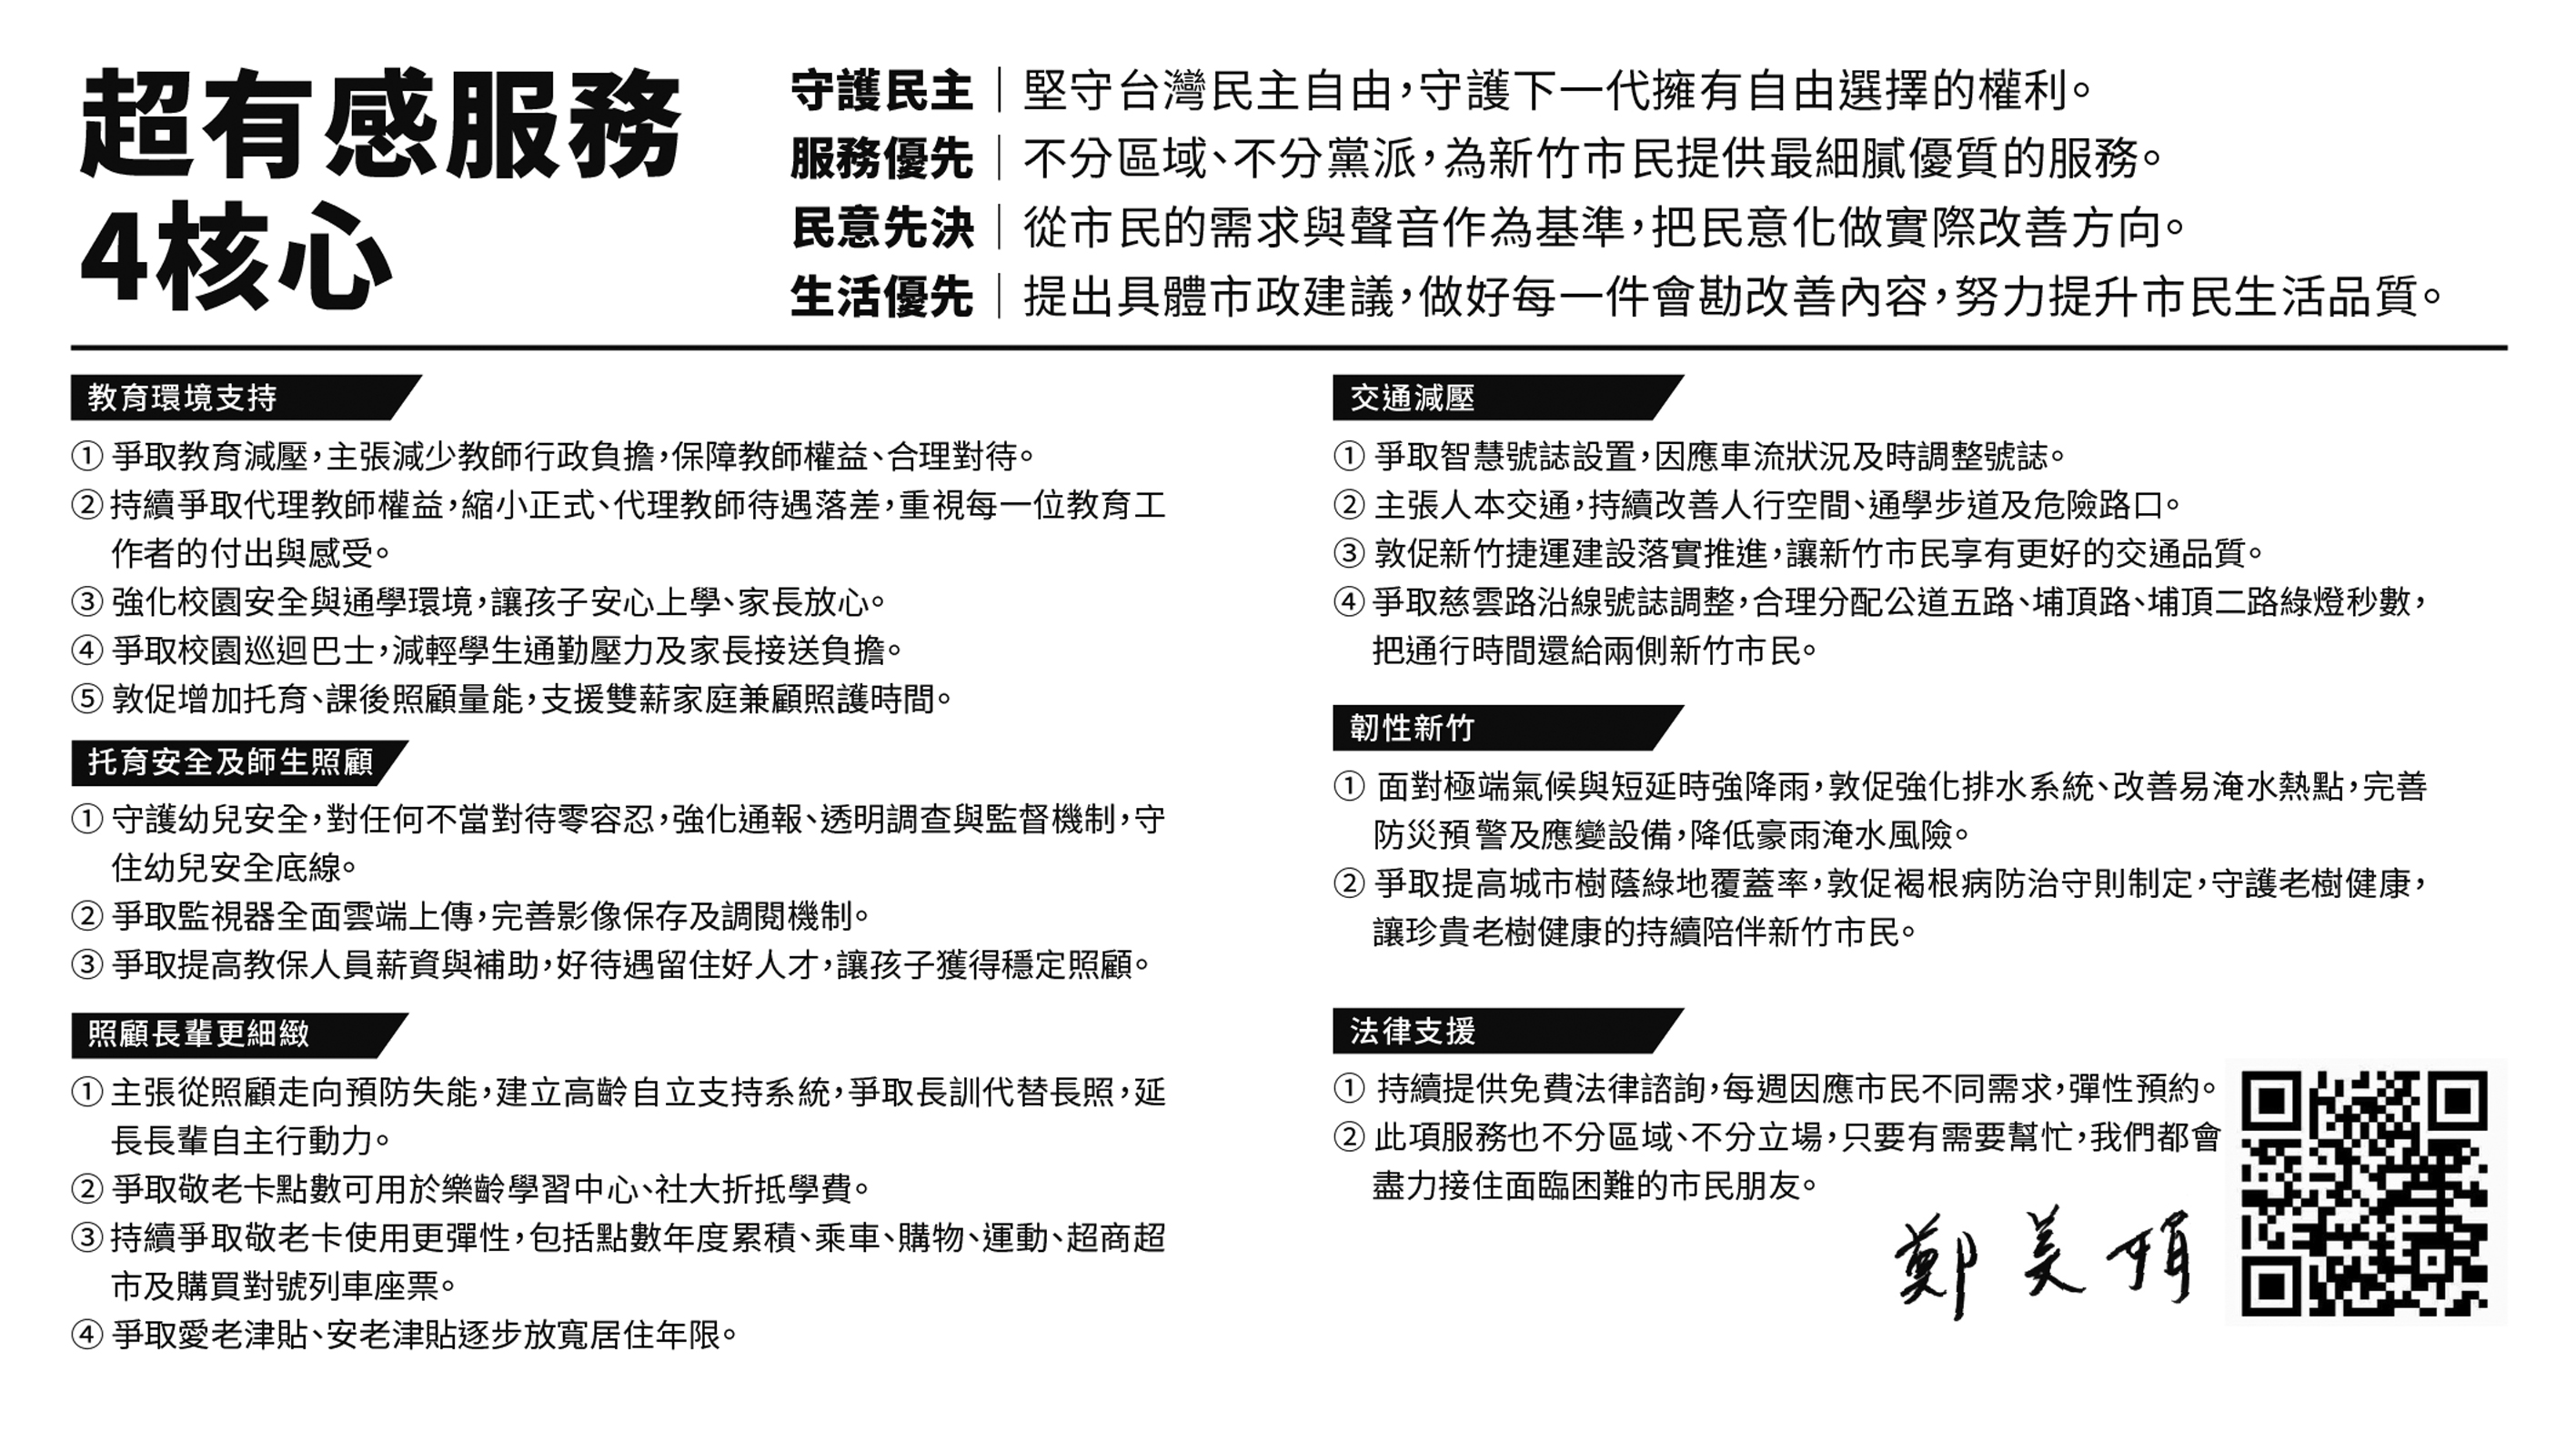 超有感服務
4核心
守護民主｜堅守台灣民主自由，守護下一代擁有自由選擇的權利。
服務優先｜不分區域、不分黨派，為新竹市民提供最細膩優質的服務。
民意先決｜從市民的需求與聲音作為基準，把民意化做實際改善方向。
生活優先｜提出具體市政建議，做好每一件會勘改善內容，努力提升市民生活品質。
教育環境支持
① 爭取教育減壓，主張減少教師行政負擔，保障教師權益、合理對待。
② 持續爭取代理教師權益，縮小正式、代理教師待遇落差，重視每一位教育工
作者的付出與感受。
③ 強化校園安全與通學環境，讓孩子安心上學、家長放心。
④ 爭取校園巡迴巴士，減輕學生通勤壓力及家長接送負擔。
⑤ 敦促增加托育、課後照顧量能，支援雙薪家庭兼顧照護時間。
托育安全及師生照顧
① 守護幼兒安全，對任何不當對待零容忍，強化通報、透明調查與監督機制，守
住幼兒安全底線。
② 爭取監視器全面雲端上傳，完善影像保存及調閱機制。
③ 爭取提高教保人員薪資與補助，好待遇留住好人才，讓孩子獲得穩定照顧。
照顧長輩更細緻
① 主張從照顧走向預防失能，建立高齡自立支持系統，爭取長訓代替長照，延
長長輩自主行動力。
② 爭取敬老卡點數可用於樂齡學習中心、社大折抵學費。
③ 持續爭取敬老卡使用更彈性，包括點數年度累積、乘車、購物、運動、超商超
市及購買對號列車座票。
④ 爭取愛老津貼、安老津貼逐步放寬居住年限。
交通減壓
① 爭取智慧號誌設置，因應車流狀況及時調整號誌。
② 主張人本交通，持續改善人行空間、通學步道及危險路口。
③ 敦促新竹捷運建設落實推進，讓新竹市民享有更好的交通品質。
④ 爭取慈雲路沿線號誌調整，合理分配公道五路、埔頂路、埔頂二路綠燈秒數，
把通行時間還給兩側新竹市民。
韌性新竹
① 面對極端氣候與短延時強降雨，敦促強化排水系統、改善易淹水熱點，完善
防災預警及應變設備，降低豪雨淹水風險。
② 爭取提高城市樹蔭綠地覆蓋率，敦促褐根病防治守則制定，守護老樹健康，
讓珍貴老樹健康的持續陪伴新竹市民。
法律支援
① 持續提供免費法律諮詢，每週因應市民不同需求，彈性預約。
② 此項服務也不分區域、不分立場，只要有需要幫忙，我們都會
盡力接住面臨困難的市民朋友。
鄭美娟